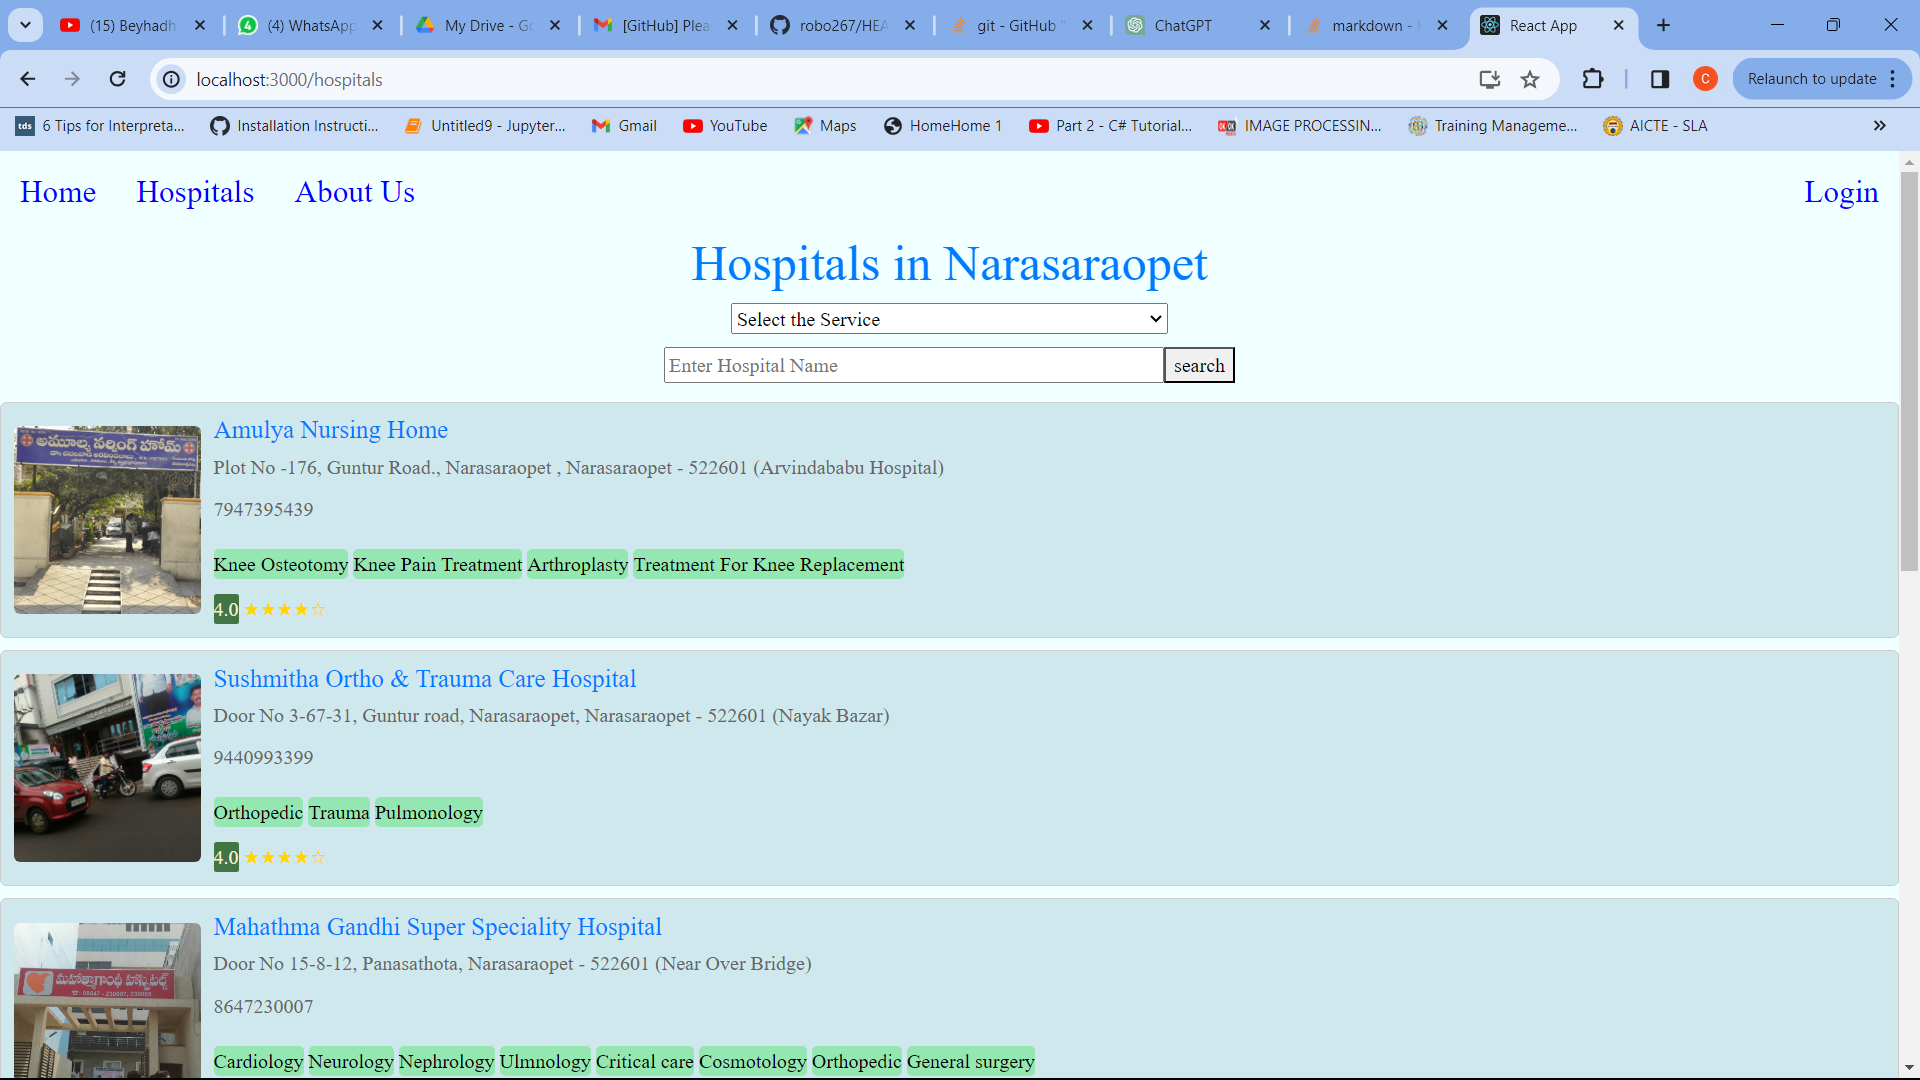 (15) Beyhadh
(4) WhatsApp
My Drive - Go
[GitHub] Plea
robo267/HEA
git - GitHub "
ChatGPT
markdown - H
React App
localhost:3000/hospitals
Relaunch to update
C
tds 6 Tips for Interpreta...
Installation Instructi...
Untitled9 - Jupyter...
Gmail
YouTube
Maps
HomeHome 1
Part 2 - C# Tutorial...
IMAGE PROCESSIN...
Training Manageme...
AICTE - SLA
Home Hospitals About Us Login
Hospitals in Narasaraopet
Select the Service
Enter Hospital Name search
అమూల్య నర్సింగ్ హోమ్
Amulya Nursing Home
Plot No -176, Guntur Road., Narasaraopet , Narasaraopet - 522601 (Arvindababu Hospital)
7947395439
Knee Osteotomy Knee Pain Treatment Arthroplasty Treatment For Knee Replacement
4.0 ★★★★☆
Sushmitha Ortho & Trauma Care Hospital
Door No 3-67-31, Guntur road, Narasaraopet, Narasaraopet - 522601 (Nayak Bazar)
9440993399
Orthopedic Trauma Pulmonology
4.0 ★★★★☆
మహాత్మాగాంధీ హాస్పటల్స్
Mahathma Gandhi Super Speciality Hospital
Door No 15-8-12, Panasathota, Narasaraopet - 522601 (Near Over Bridge)
8647230007
Cardiology Neurology Nephrology Ulmnology Critical care Cosmotology Orthopedic General surgery